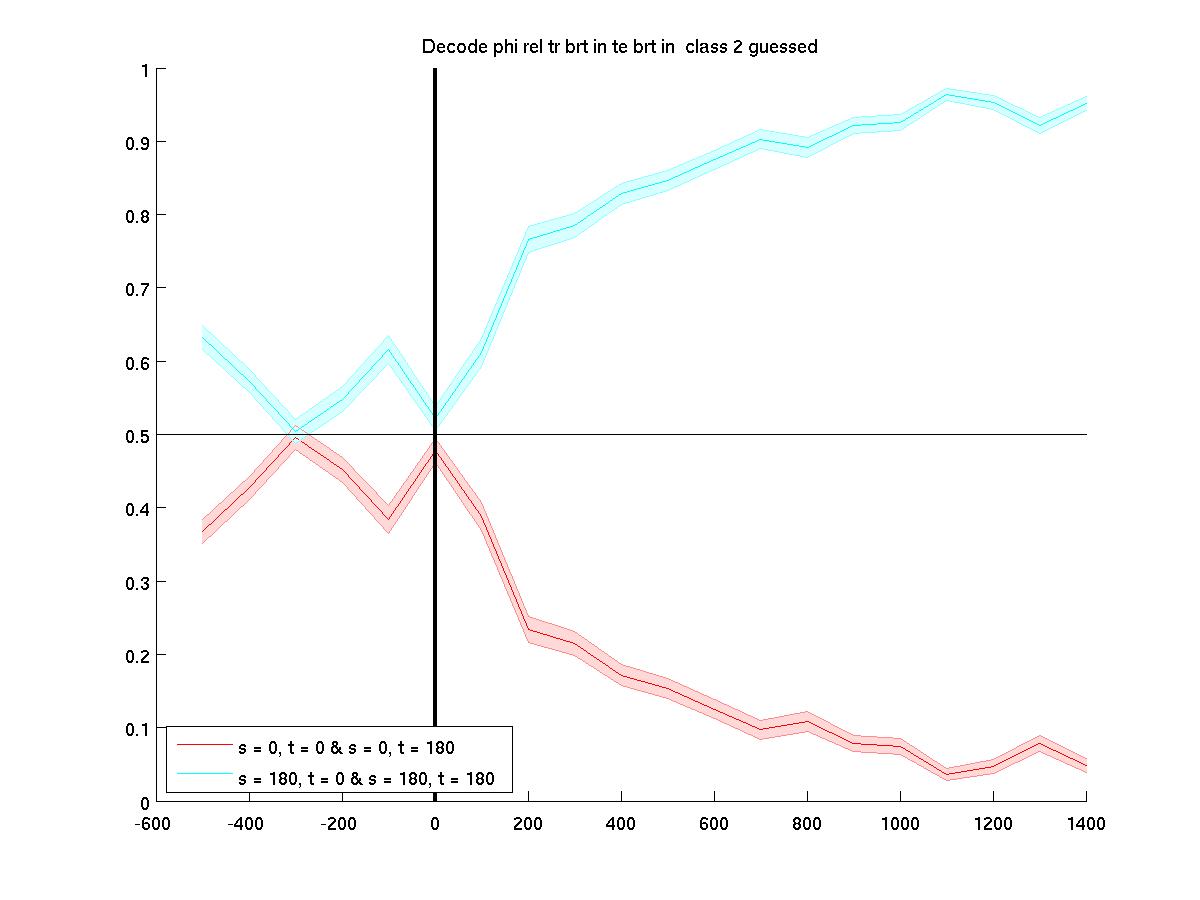 Decode phi rel tr brt in te brt in  class 2 guessed
1
0.9
0.8
0.7
0.6
0.5
0.4
0.3
0.2
0.1
0
s = 0, t = 0 & s = 0, t = 180
s = 180, t = 0 & s = 180, t = 180
-600 -400 -200 0 200 400 600 800 1000 1200 1400